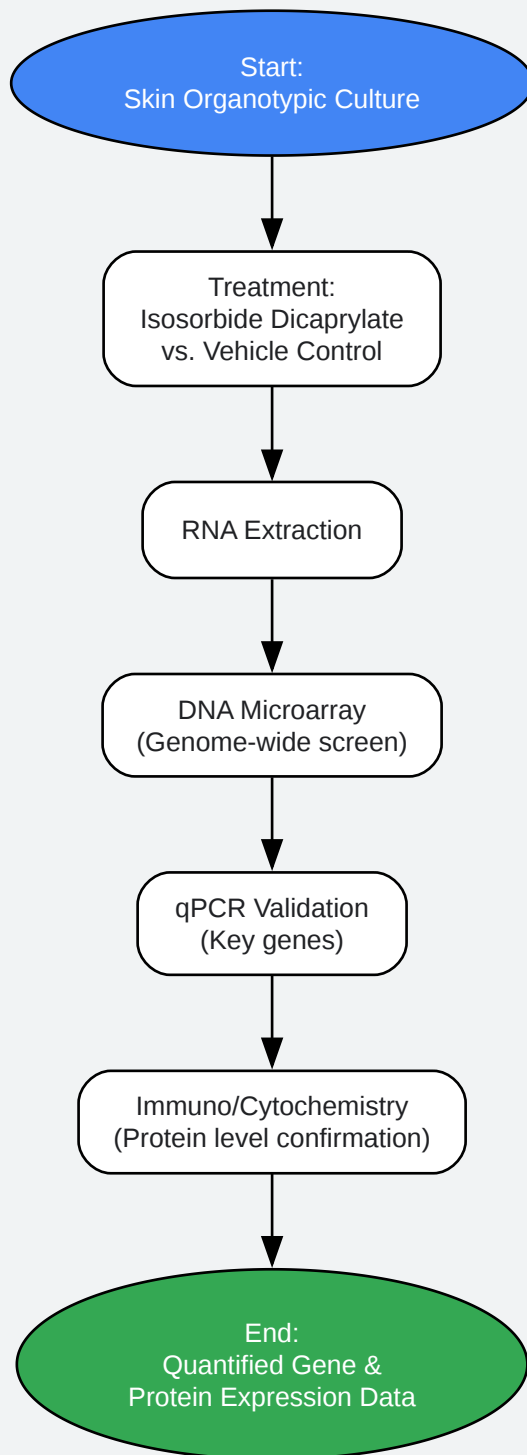 Start:
Skin Organotypic Culture
Treatment:
Isosorbide Dicaprylate
vs. Vehicle Control
RNA Extraction
DNA Microarray
(Genome-wide screen)
qPCR Validation
(Key genes)
Immuno/Cytochemistry
(Protein level confirmation)
End:
Quantified Gene &
Protein Expression Data